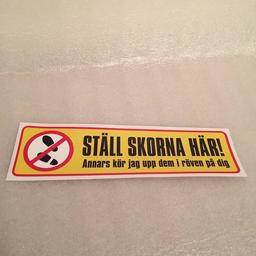 STÄLL SKORNA HÄR!
Annars kör jag upp dem i röven på dig